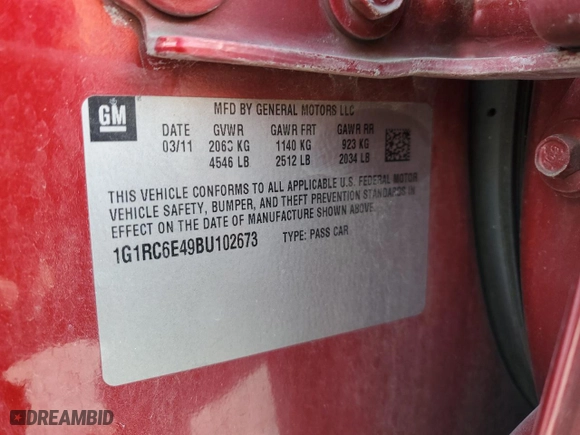 GM
MFD BY GENERAL MOTORS LLC
DATE GVWR GAWR FRT GAWR RR
03/11 2063 KG 1140 KG 923 KG
4546 LB 2512 LB 2034 LB
THIS VEHICLE CONFORMS TO ALL APPLICABLE U.S. FEDERAL MOTOR
VEHICLE SAFETY, BUMPER, AND THEFT PREVENTION STANDARDS IN
EFFECT ON THE DATE OF MANUFACTURE SHOWN ABOVE.
1G1RC6E49BU102673 TYPE: PASS CAR
DREAMBID